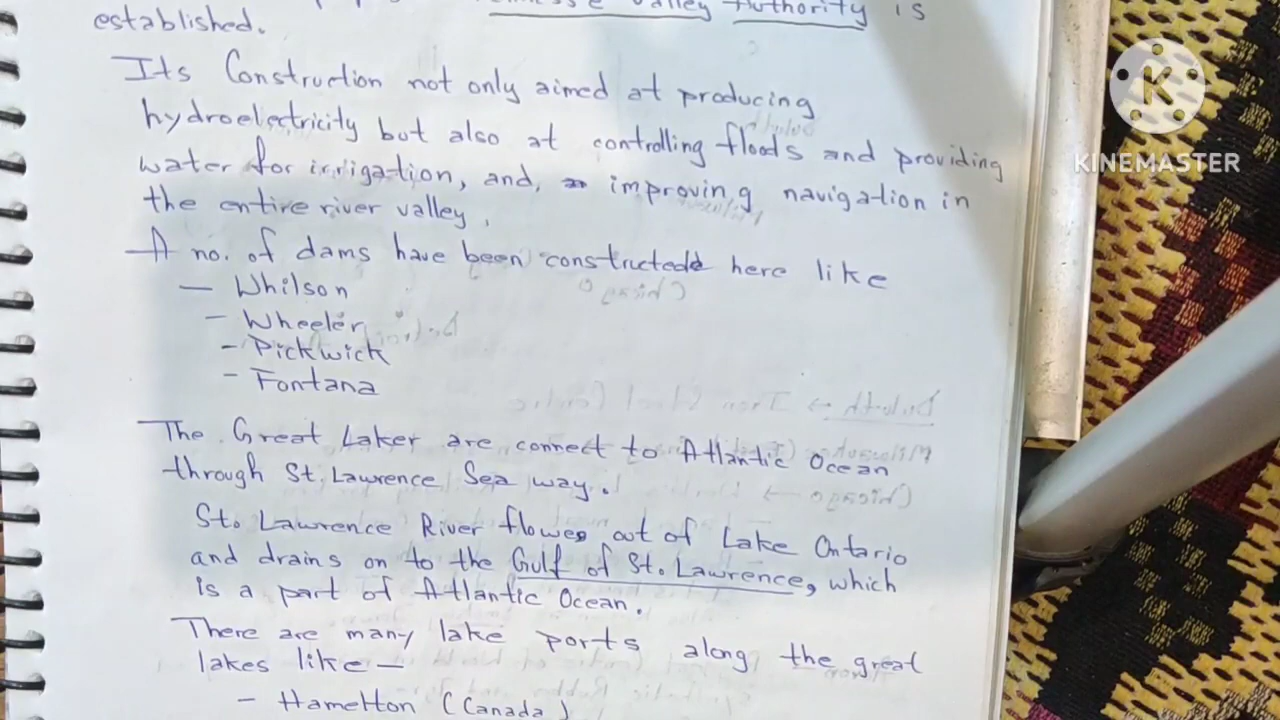 Valley Authority is
established.
Its Construction not only aimed at producing
hydroelectricity but also at controlling floods and providing
water for irrigation, and, improving navigation in
the entire river valley.
A no. of dams have been constructed here like
— Whilson
- Wheeler
- Pickwick
- Fontana
The Great Laker are connect to Atlantic Ocean
through St. Lawrence Sea way.
St. Lawrence River flowes out of Lake Ontario
and drains on to the Gulf of St. Lawrence, which
is a part of Atlantic Ocean.
There are many lake ports along the great
lakes like —
- Hamelton (Canada)
K
KINEMASTER